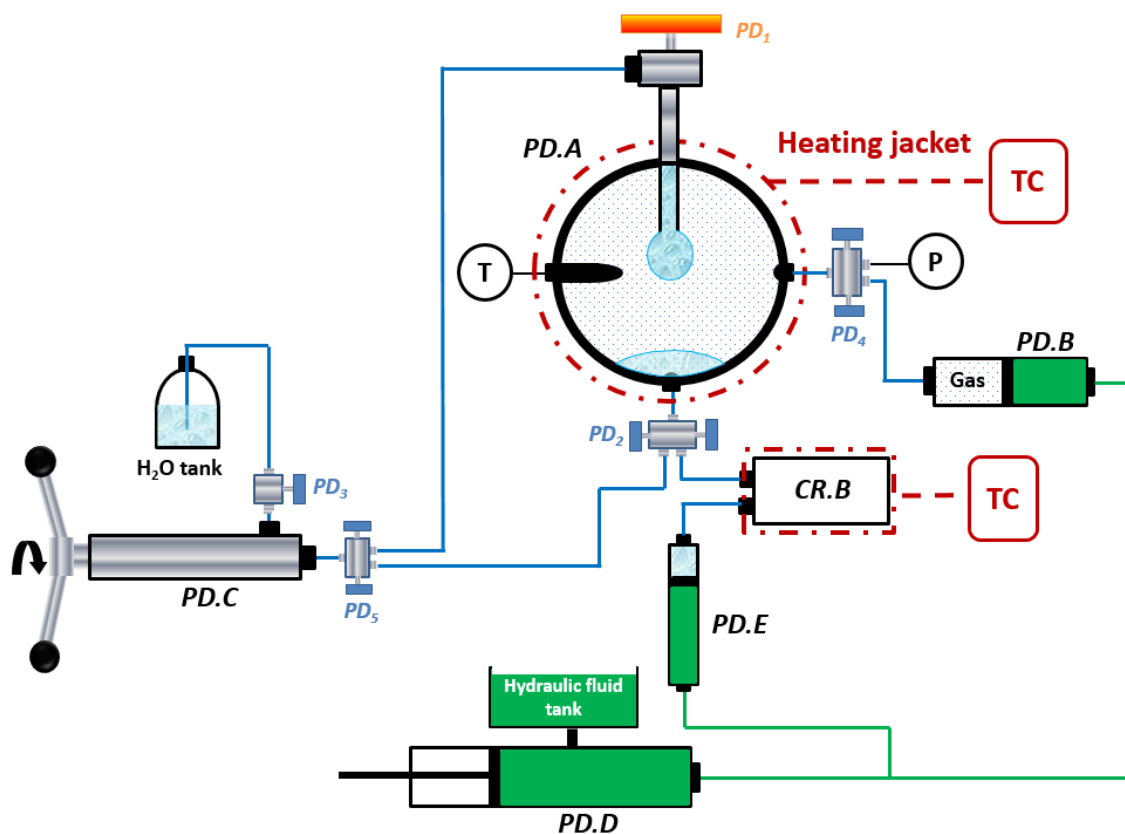 PD₁
PD.A
Heating jacket
TC
T
P
PD₄
PD.B
Gas
H₂O tank
PD₂
PD₃
CR.B
TC
PD.C
PD₅
PD.E
Hydraulic fluid
tank
PD.D